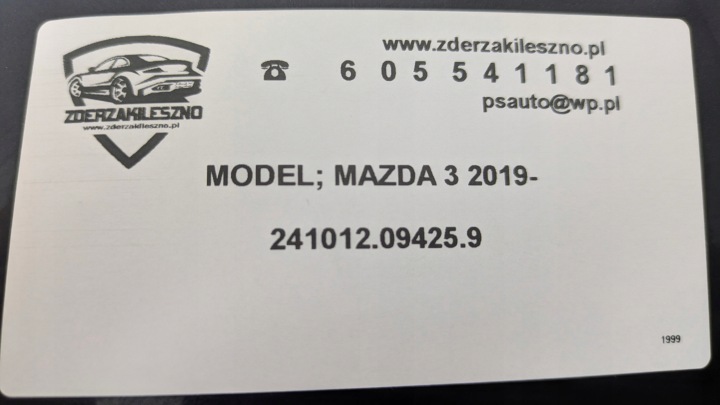 www.zderzakileszno.pl
☎ 6 0 5 5 4 1 1 8 1
psauto@wp.pl
ZDERZAKILESZNO
www.zderzakileszno.pl
MODEL; MAZDA 3 2019-
241012.09425.9
1999